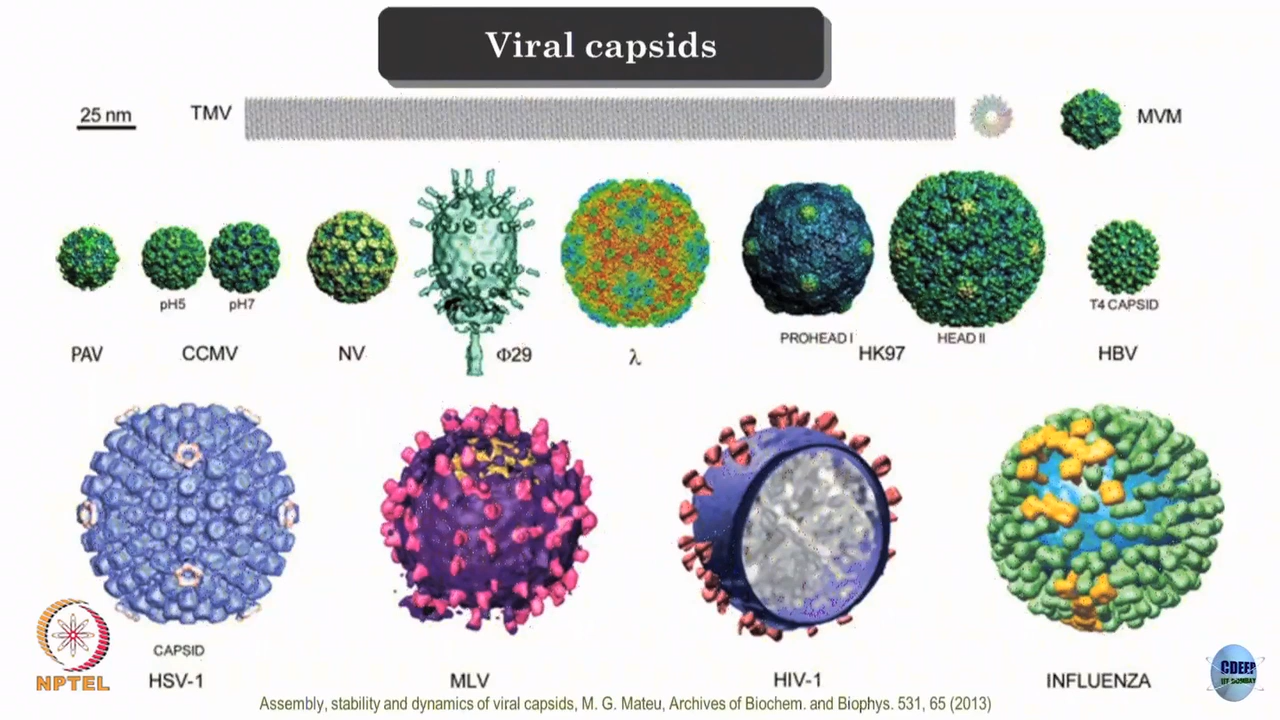 Viral capsids
25 nm
TMV
MVM
pH5
pH7
T4 CAPSID
PROHEAD I
HEAD II
PAV
CCMV
NV
Φ29
λ
HK97
HBV
CAPSID
HSV-1
MLV
HIV-1
INFLUENZA
NPTEL
CDEEP
IIT BOMBAY
Assembly, stability and dynamics of viral capsids, M. G. Mateu, Archives of Biochem. and Biophys. 531, 65 (2013)